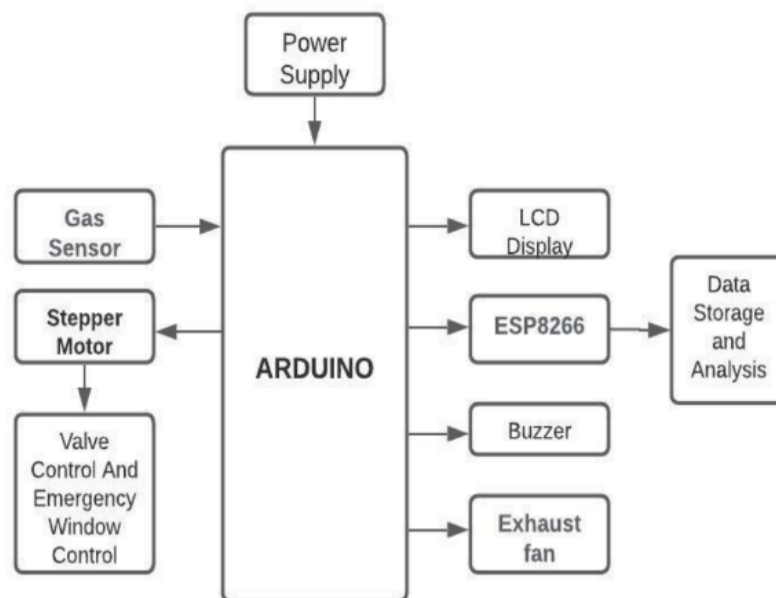 Power
Supply
Gas
Sensor
Stepper
Motor
Valve
Control And
Emergency
Window
Control
ARDUINO
LCD
Display
ESP8266
Buzzer
Exhaust
fan
Data
Storage
and
Analysis